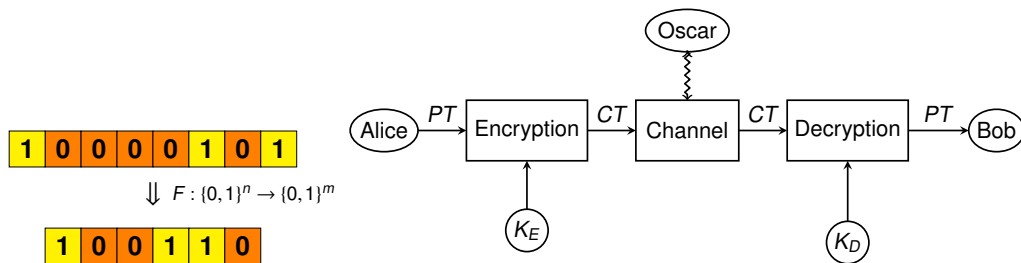 1 0 0 0 0 1 0 1
⇓ F : {0, 1}ⁿ → {0, 1}ᵐ
1 0 0 1 1 0
Oscar
Alice PT Encryption CT Channel CT Decryption PT Bob
K_E K_D